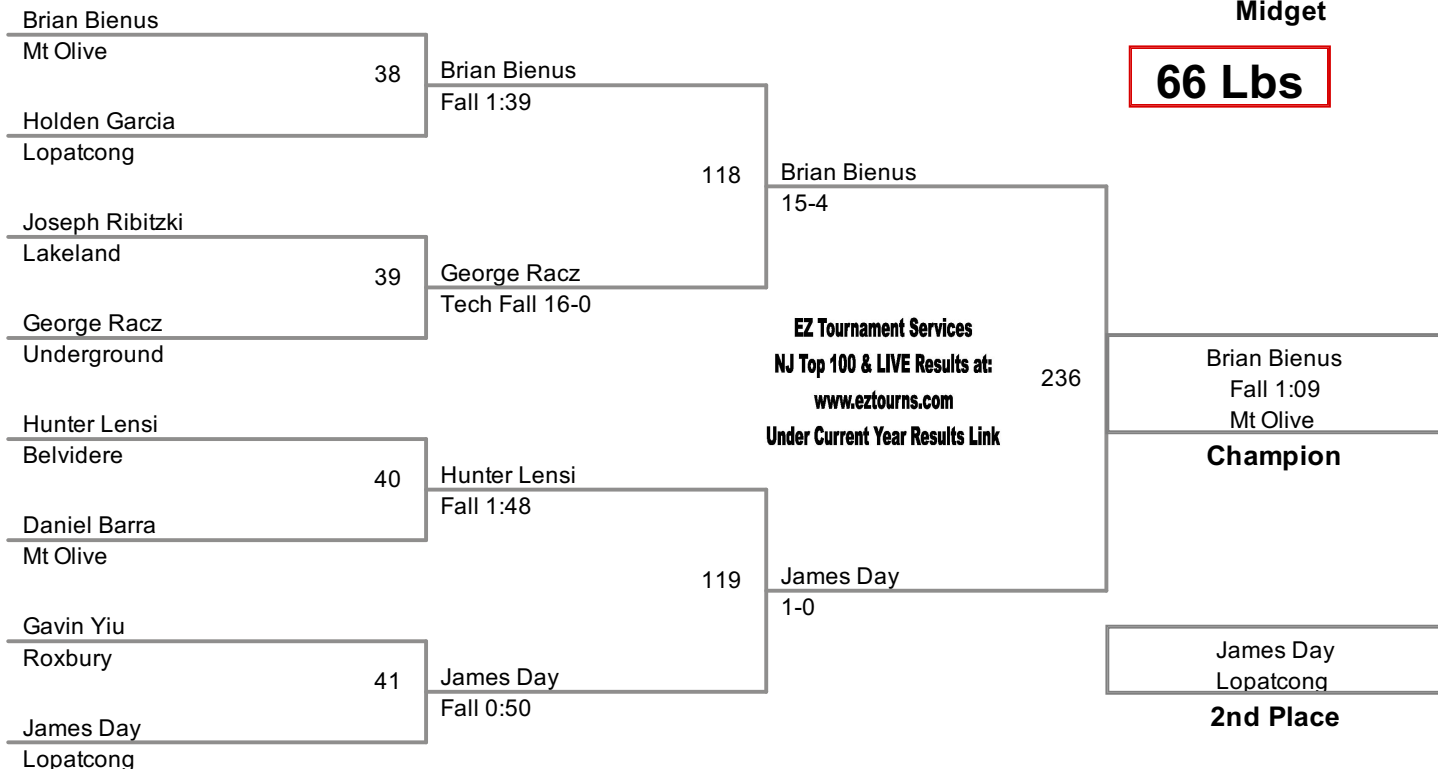 Midget
66 Lbs
Brian Bienus
Mt Olive
38
Holden Garcia
Lopatcong
Brian Bienus
Fall 1:39
Joseph Ribitzki
Lakeland
39
George Racz
Underground
George Racz
Tech Fall 16-0
118
Brian Bienus
15-4
Hunter Lensi
Belvidere
40
Daniel Barra
Mt Olive
Hunter Lensi
Fall 1:48
Gavin Yiu
Roxbury
41
James Day
Lopatcong
James Day
Fall 0:50
119
James Day
1-0
EZ Tournament Services
NJ Top 100 & LIVE Results at:
www.eztourns.com
Under Current Year Results Link
236
Brian Bienus
Fall 1:09
Mt Olive
Champion
James Day
Lopatcong
2nd Place